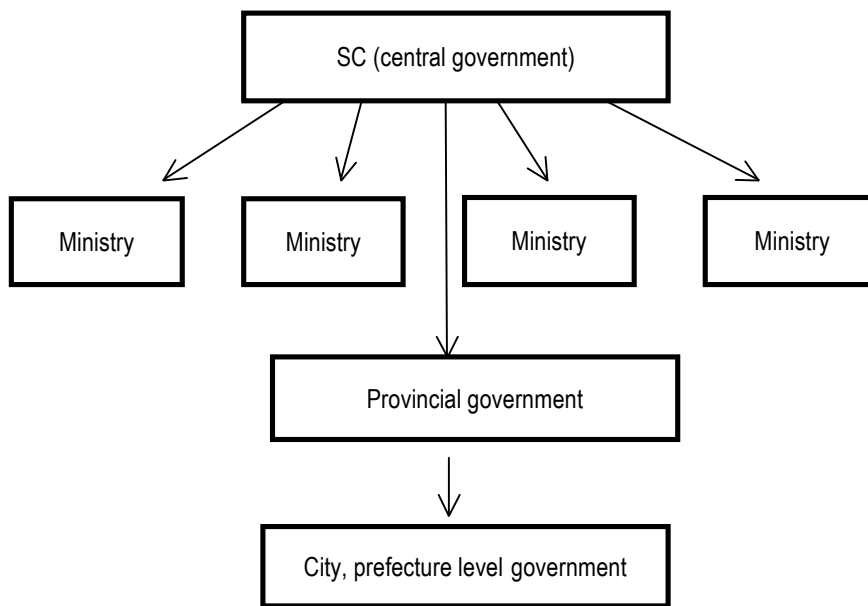 SC (central government)
Ministry
Ministry
Ministry
Ministry
Provincial government
City, prefecture level government